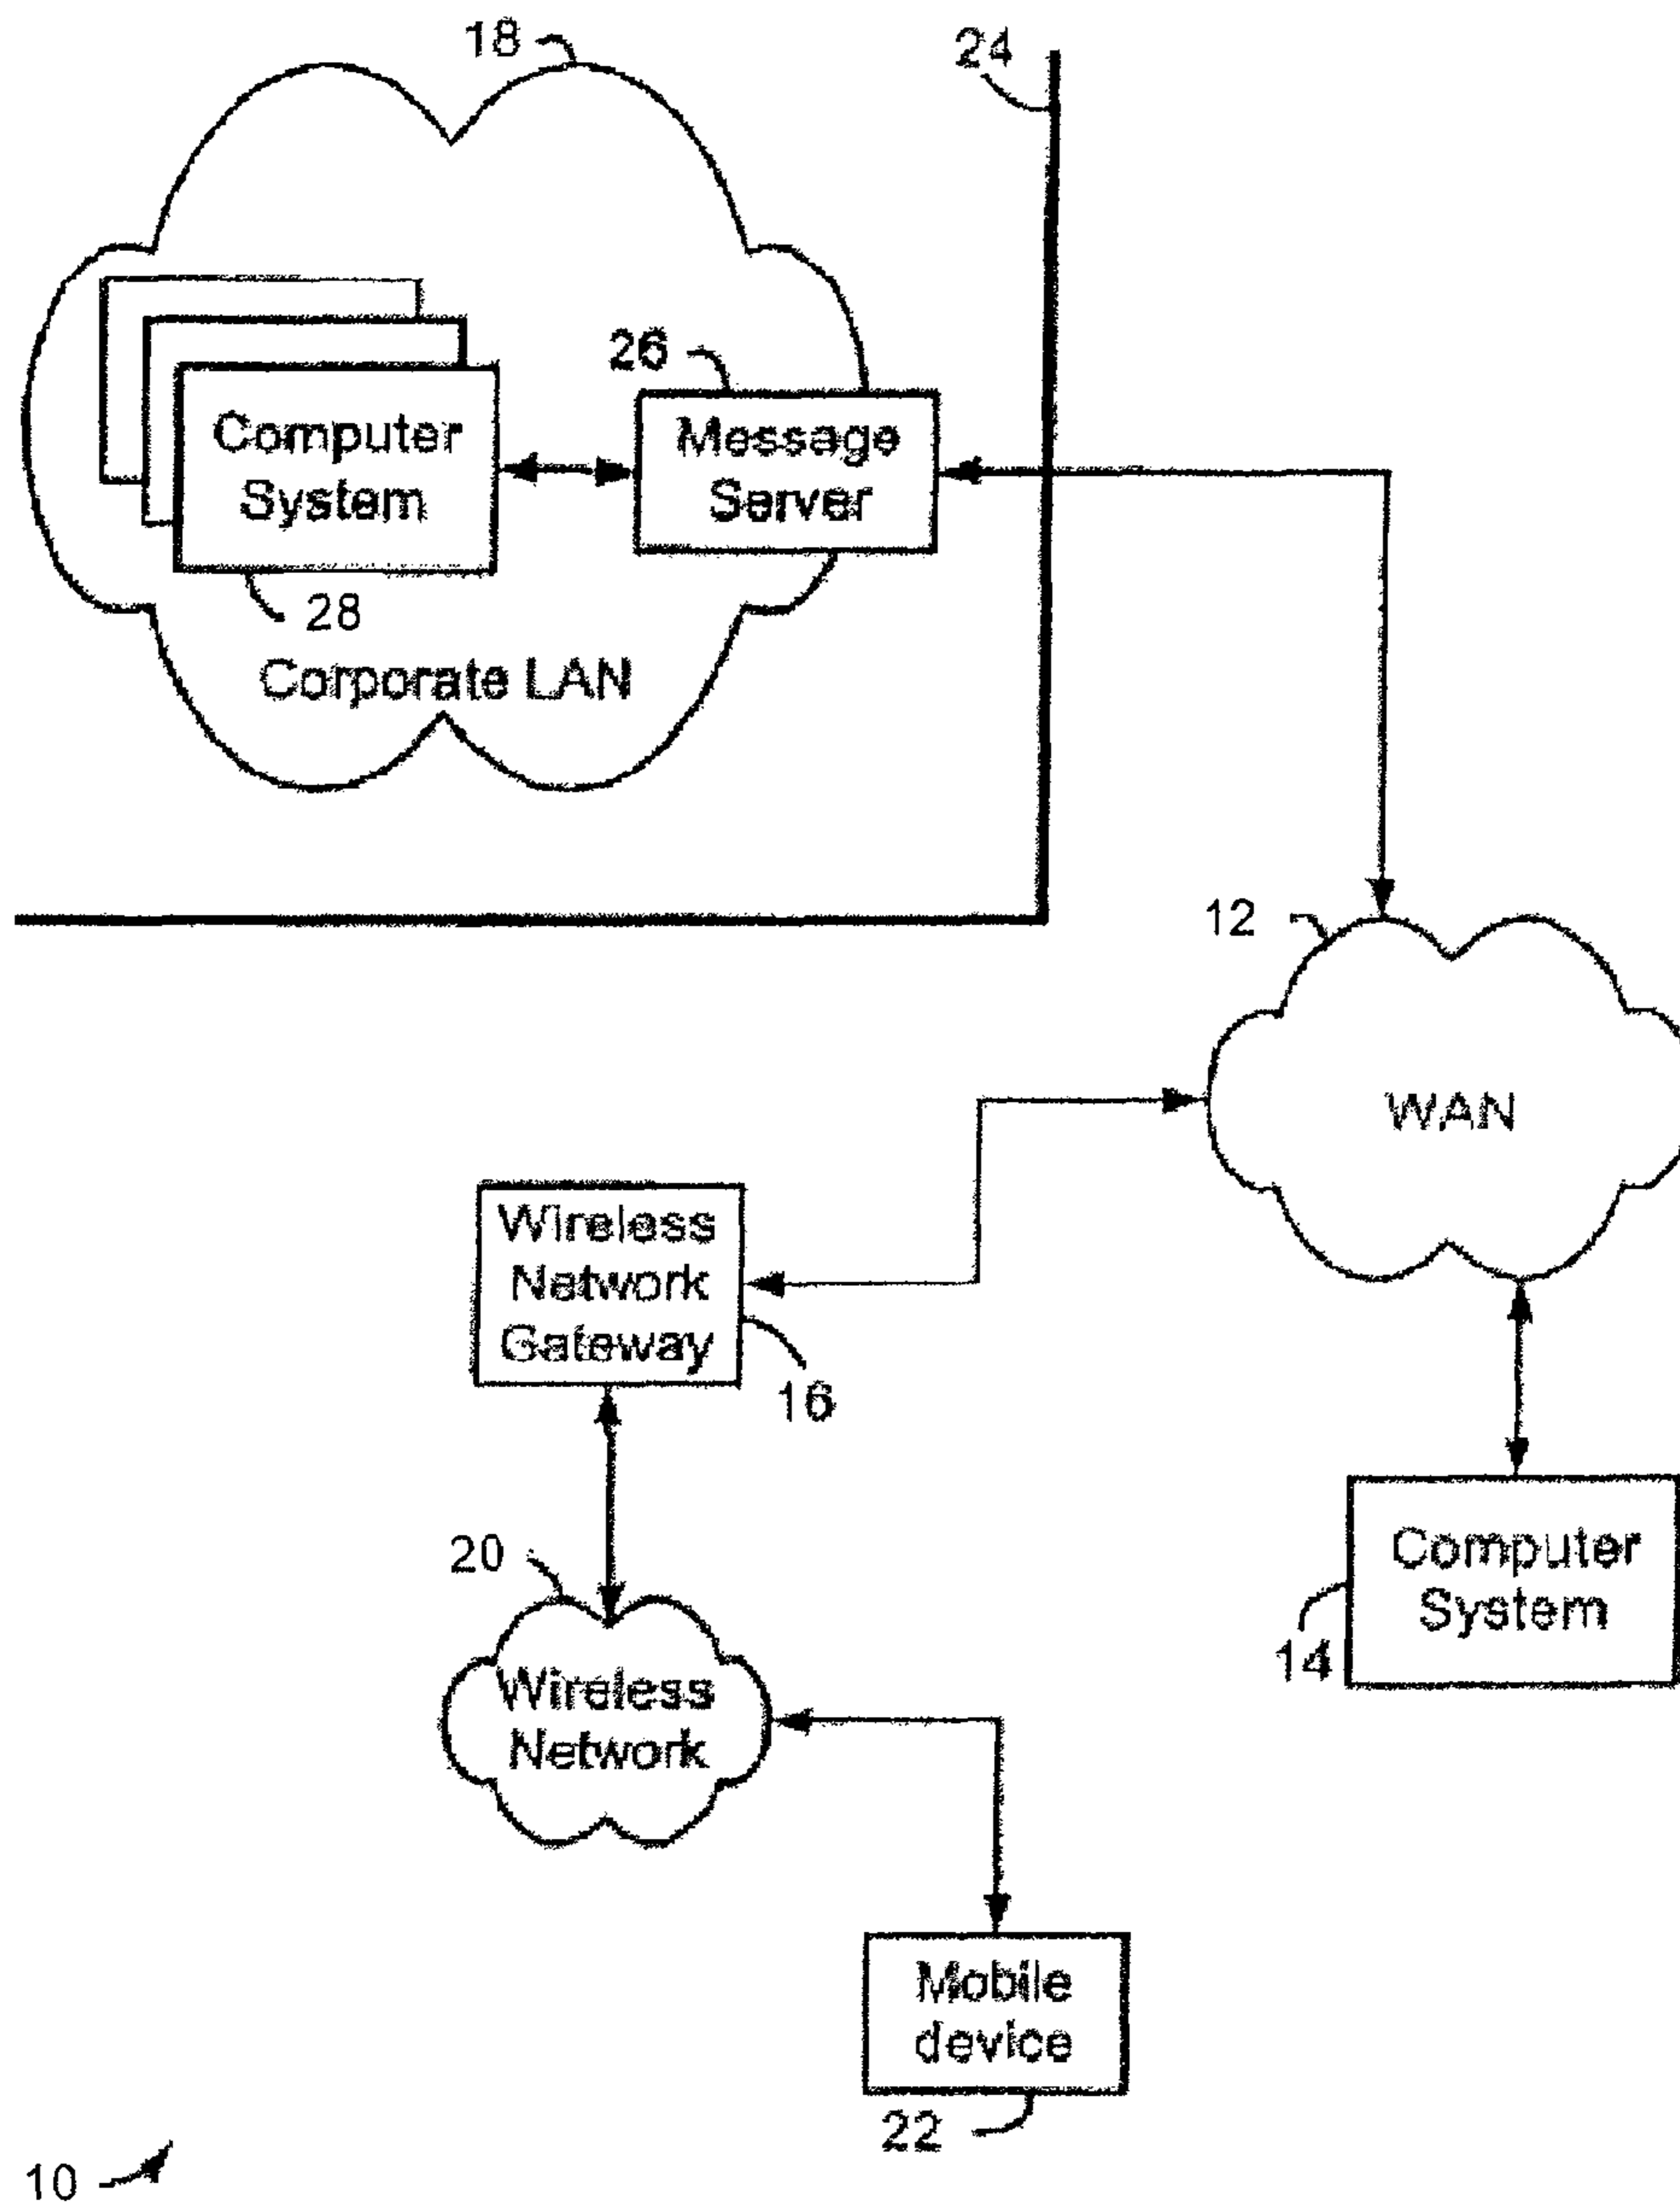 18
24
26
Computer
System
Message
Server
28
Corporate LAN
12
WAN
Wireless
Network
Gateway
16
20
Computer
System
14
Wireless
Network
Mobile
device
22
10